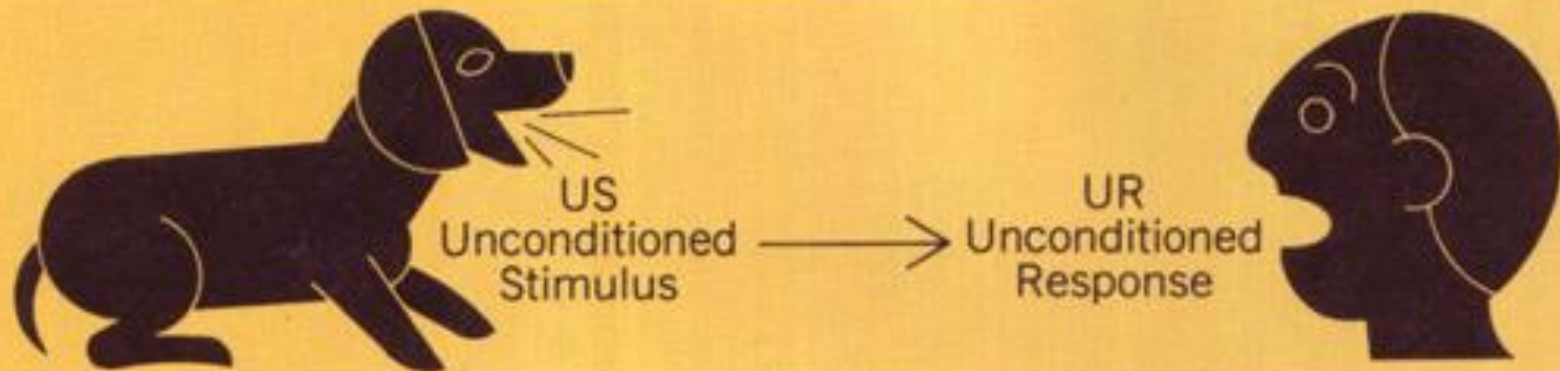 US
Unconditioned
Stimulus
UR
Unconditioned
Response